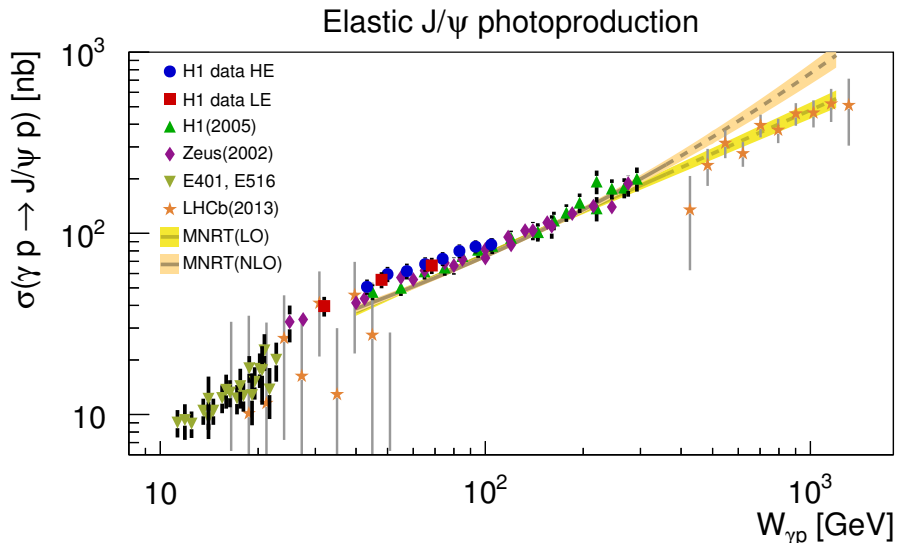 Elastic J/ψ photoproduction
σ(γ p → J/ψ p) [nb]
10³
10²
10
H1 data HE
H1 data LE
H1(2005)
Zeus(2002)
E401, E516
LHCb(2013)
MNRT(LO)
MNRT(NLO)
10 10² 10³
W_γp [GeV]